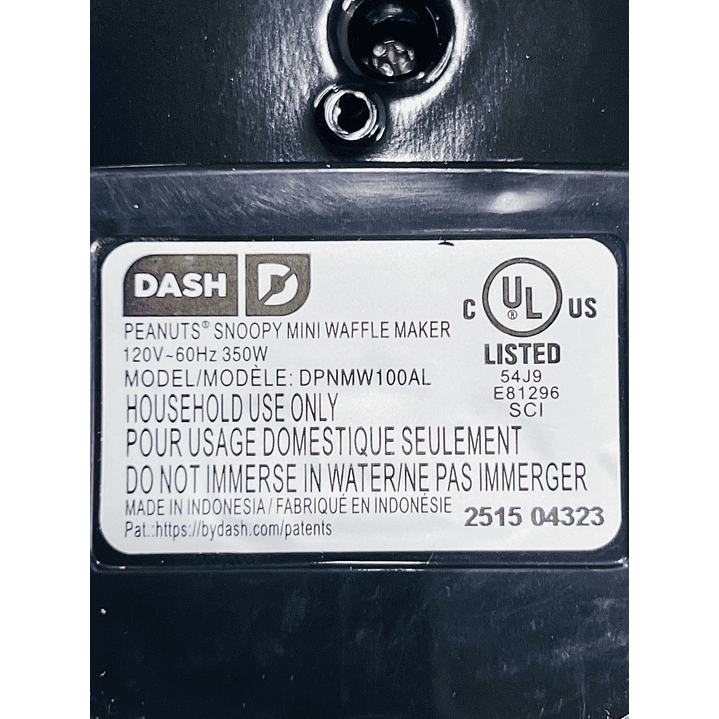 DASH D
PEANUTS® SNOOPY MINI WAFFLE MAKER
120V~60Hz 350W
MODEL/MODÈLE: DPNMW100AL
HOUSEHOLD USE ONLY
POUR USAGE DOMESTIQUE SEULEMENT
DO NOT IMMERSE IN WATER/NE PAS IMMERGER
MADE IN INDONESIA/FABRIQUÉ EN INDONÉSIE
Pat.:https://bydash.com/patents
C UL® US
LISTED
54J9
E81296
SCI
2515 04323